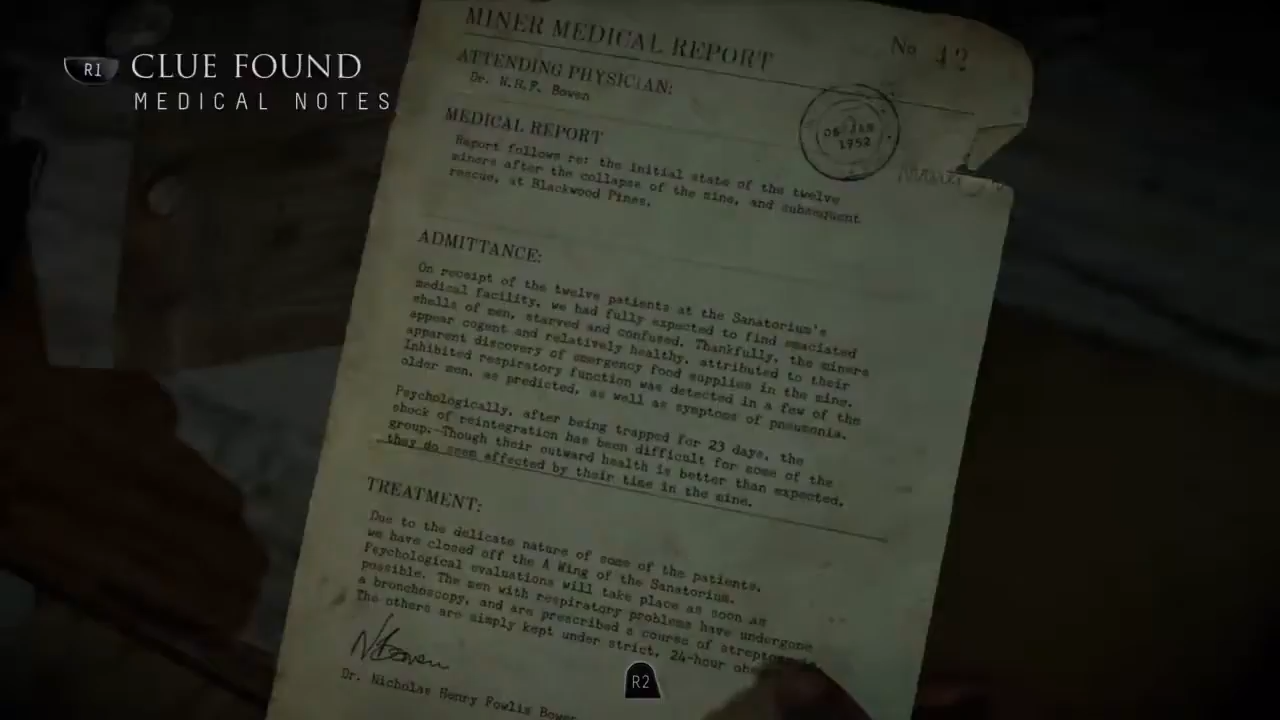 R1 CLUE FOUND
MEDICAL NOTES
MINER MEDICAL REPORT
No 42
ATTENDING PHYSICIAN:
Dr. N.H.F. Bowen
06 JAN
1952
MEDICAL REPORT
Report follows re: the initial state of the twelve
miners after the collapse of the mine, and subsequent
rescue, at Blackwood Pines.
ADMITTANCE:
On receipt of the twelve patients at the Sanatorium's
medical facility, we had fully expected to find emaciated
shells of men, starved and confused. Thankfully, the miners
appear cogent and relatively healthy, attributed to their
apparent discovery of emergency food supplies in the mine.
Inhibited respiratory function was detected in a few of the
older men, as predicted, as well as symptoms of pneumonia.
Psychologically, after being trapped for 23 days, the
shock of reintegration has been difficult for some of the
group. Though their outward health is better than expected,
they do seem affected by their time in the mine.
TREATMENT:
Due to the delicate nature of some of the patients,
we have closed off the A Wing of the Sanatorium.
Psychological evaluations will take place as soon as
possible. The men with respiratory problems have undergone
a bronchoscopy, and are prescribed a course of
The others are simply kept under strict, 24-hour
NBowen
Dr. Nicholas Henry Fowlis Bowen
R2